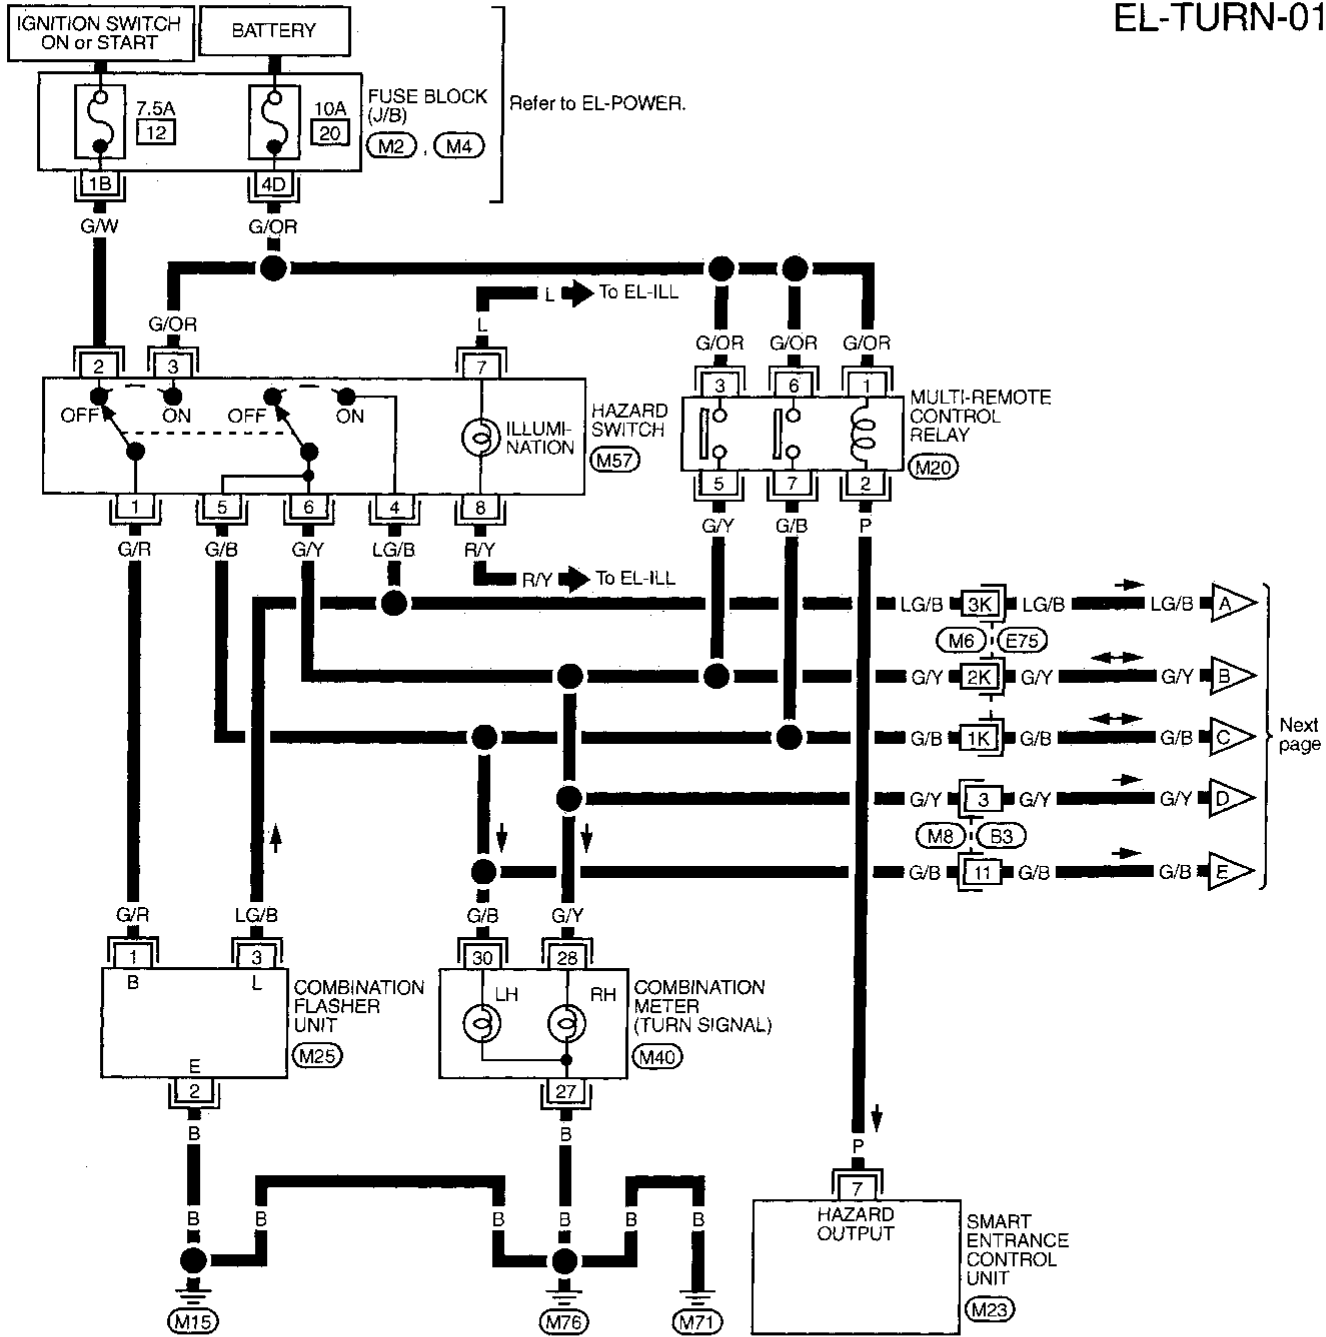 EL-TURN-01
IGNITION SWITCH
ON or START
BATTERY
7.5A
12
10A
20
FUSE BLOCK
(J/B)
M2 , M4
Refer to EL-POWER.
1B
4D
G/W
G/OR
L
To EL-ILL
G/OR
L
G/OR
G/OR
G/OR
2
3
7
3
6
1
OFF
ON
OFF
ON
ILLUMI-
NATION
HAZARD
SWITCH
M57
MULTI-REMOTE
CONTROL
RELAY
M20
1
5
6
4
8
5
7
2
G/R
G/B
G/Y
LG/B
R/Y
G/Y
G/B
P
R/Y
To EL-ILL
LG/B
3K
LG/B
LG/B
A
M6
E75
G/Y
2K
G/Y
G/Y
B
G/B
1K
G/B
G/B
C
Next
page
G/Y
3
G/Y
G/Y
D
M8
B3
G/B
11
G/B
G/B
E
G/R
LG/B
G/B
G/Y
1
3
30
28
B
L
E
COMBINATION
FLASHER
UNIT
M25
LH
RH
COMBINATION
METER
(TURN SIGNAL)
M40
2
27
B
B
P
7
B
B
B
B
B
B
HAZARD
OUTPUT
SMART
ENTRANCE
CONTROL
UNIT
M23
M15
M76
M71